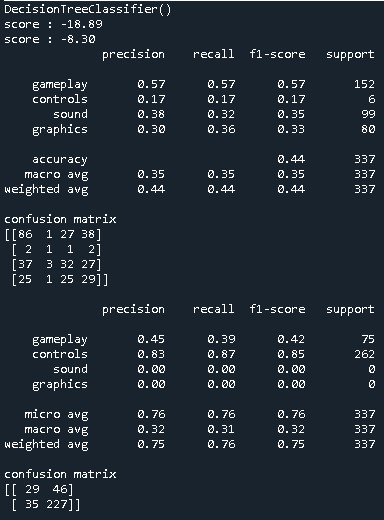 DecisionTreeClassifier()
score : -18.89
score : -8.30
precision recall f1-score support
gameplay 0.57 0.57 0.57 152
controls 0.17 0.17 0.17 6
sound 0.38 0.32 0.35 99
graphics 0.30 0.36 0.33 80
accuracy 0.44 337
macro avg 0.35 0.35 0.35 337
weighted avg 0.44 0.44 0.44 337
confusion matrix
[[86 1 27 38]
[ 2 1 1 2]
[37 3 32 27]
[25 1 25 29]]
precision recall f1-score support
gameplay 0.45 0.39 0.42 75
controls 0.83 0.87 0.85 262
sound 0.00 0.00 0.00 0
graphics 0.00 0.00 0.00 0
micro avg 0.76 0.76 0.76 337
macro avg 0.32 0.31 0.32 337
weighted avg 0.75 0.76 0.75 337
confusion matrix
[[ 29 46]
[ 35 227]]